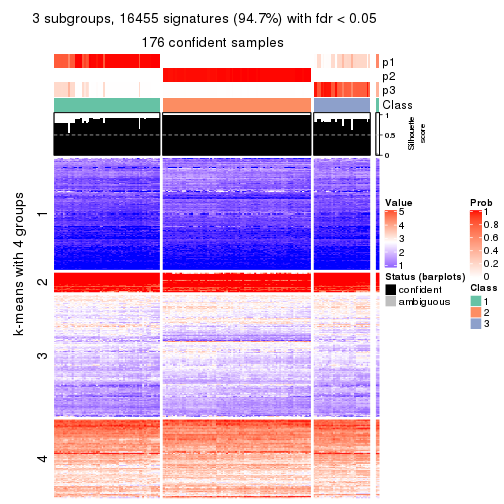 3 subgroups, 16455 signatures (94.7%) with fdr < 0.05
176 confident samples
p1
p2
p3
Class
1
0.5
0
Silhouette
score
k-means with 4 groups
1
2
3
4
Value
5
4
3
2
1
Status (barplots)
confident
ambiguous
Prob
1
0.8
0.6
0.4
0.2
0
Class
1
2
3